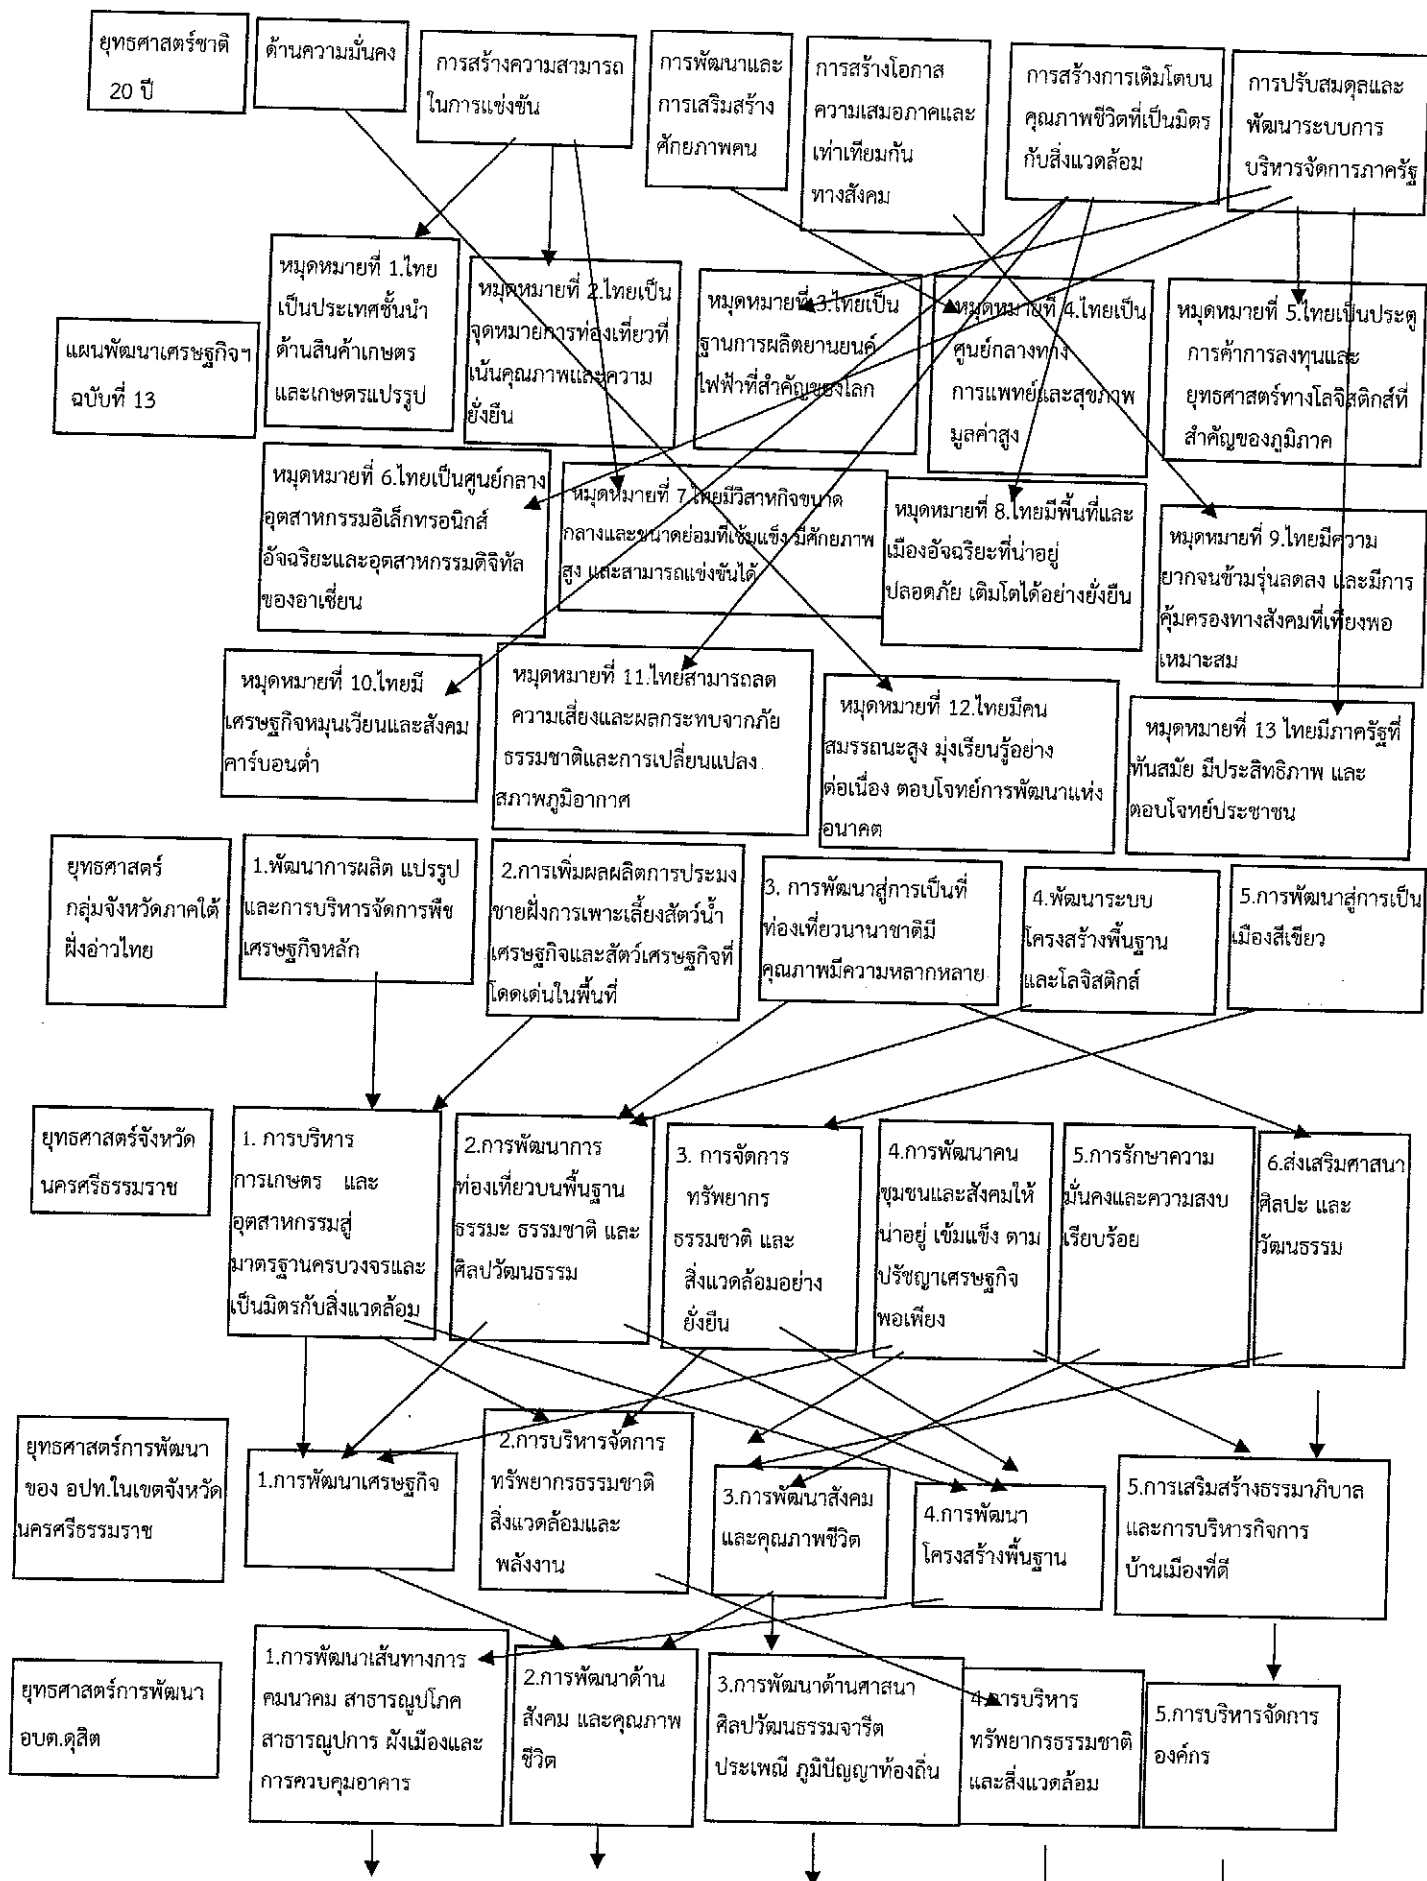 ยุทธศาสตร์ชาติ
20 ปี
ด้านความมั่นคง
การสร้างความสามารถ
ในการแข่งขัน
การพัฒนาและ
การเสริมสร้าง
ศักยภาพคน
การสร้างโอกาส
ความเสมอภาคและ
เท่าเทียมกัน
ทางสังคม
การสร้างการเติมโตบน
คุณภาพชีวิตที่เป็นมิตร
กับสิ่งแวดล้อม
การปรับสมดุลและ
พัฒนาระบบการ
บริหารจัดการภาครัฐ
แผนพัฒนาเศรษฐกิจฯ
ฉบับที่ 13
หมุดหมายที่ 1.ไทย
เป็นประเทศชั้นนำ
ด้านสินค้าเกษตร
และเกษตรแปรรูป
หมุดหมายที่ 2.ไทยเป็น
จุดหมายการท่องเที่ยวที่
เน้นคุณภาพและความ
ยั่งยืน
หมุดหมายที่ 3.ไทยเป็น
ฐานการผลิตยานยนค์
ไฟฟ้าที่สำคัญของโลก
หมุดหมายที่ 4.ไทยเป็น
ศูนย์กลางทาง
การแพทย์และสุขภาพ
มูลค่าสูง
หมุดหมายที่ 5.ไทยเป็นประตู
การค้าการลงทุนและ
ยุทธศาสตร์ทางโลจิสติกส์ที่
สำคัญของภูมิภาค
หมุดหมายที่ 6.ไทยเป็นศูนย์กลาง
อุตสาหกรรมอิเล็กทรอนิกส์
อัจฉริยะและอุตสาหกรรมดิจิทัล
ของอาเซี่ยน
หมุดหมายที่ 7.ไทยมีวิสาหกิจขนาด
กลางและขนาดย่อมที่เข้มแข็ง มีศักยภาพ
สูง และสามารถแข่งขันได้
หมุดหมายที่ 8.ไทยมีพื้นที่และ
เมืองอัจฉริยะที่น่าอยู่
ปลอดภัย เติมโตได้อย่างยั่งยืน
หมุดหมายที่ 9.ไทยมีความ
ยากจนข้ามรุ่นลดลง และมีการ
คุ้มครองทางสังคมที่เพียงพอ
เหมาะสม
หมุดหมายที่ 10.ไทยมี
เศรษฐกิจหมุนเวียนและสังคม
คาร์บอนต่ำ
หมุดหมายที่ 11.ไทยสามารถลด
ความเสี่ยงและผลกระทบจากภัย
ธรรมชาติและการเปลี่ยนแปลง
สภาพภูมิอากาศ
หมุดหมายที่ 12.ไทยมีคน
สมรรถนะสูง มุ่งเรียนรู้อย่าง
ต่อเนื่อง ตอบโจทย์การพัฒนาแห่ง
อนาคต
หมุดหมายที่ 13 ไทยมีภาครัฐที่
ทันสมัย มีประสิทธิภาพ และ
ตอบโจทย์ประชาชน
ยุทธศาสตร์
กลุ่มจังหวัดภาคใต้
ฝั่งอ่าวไทย
1.พัฒนาการผลิต แปรรูป
และการบริหารจัดการพืช
เศรษฐกิจหลัก
2.การเพิ่มผลผลิตการประมง
ชายฝั่งการเพาะเลี้ยงสัตว์น้ำ
เศรษฐกิจและสัตว์เศรษฐกิจที่
โดดเด่นในพื้นที่
3. การพัฒนาสู่การเป็นที่
ท่องเที่ยวนานาชาติมี
คุณภาพมีความหลากหลาย
4.พัฒนาระบบ
โครงสร้างพื้นฐาน
และโลจิสติกส์
5.การพัฒนาสู่การเป็น
เมืองสีเขียว
ยุทธศาสตร์จังหวัด
นครศรีธรรมราช
1. การบริหาร
การเกษตร และ
อุตสาหกรรมสู่
มาตรฐานครบวงจรและ
เป็นมิตรกับสิ่งแวดล้อม
2.การพัฒนาการ
ท่องเที่ยวบนพื้นฐาน
ธรรมะ ธรรมชาติ และ
ศิลปวัฒนธรรม
3. การจัดการ
ทรัพยากร
ธรรมชาติ และ
สิ่งแวดล้อมอย่าง
ยั่งยืน
4.การพัฒนาคน
ชุมชนและสังคมให้
น่าอยู่ เข้มแข็ง ตาม
ปรัชญาเศรษฐกิจ
พอเพียง
5.การรักษาความ
มั่นคงและความสงบ
เรียบร้อย
6.ส่งเสริมศาสนา
ศิลปะ และ
วัฒนธรรม
ยุทธศาสตร์การพัฒนา
ของ อปท.ในเขตจังหวัด
นครศรีธรรมราช
1.การพัฒนาเศรษฐกิจ
2.การบริหารจัดการ
ทรัพยากรธรรมชาติ
สิ่งแวดล้อมและ
พลังงาน
3.การพัฒนาสังคม
และคุณภาพชีวิต
4.การพัฒนา
โครงสร้างพื้นฐาน
5.การเสริมสร้างธรรมาภิบาล
และการบริหารกิจการ
บ้านเมืองที่ดี
ยุทธศาสตร์การพัฒนา
อบต.ดุสิต
1.การพัฒนาเส้นทางการ
คมนาคม สาธารณูปโภค
สาธารณูปการ ผังเมืองและ
การควบคุมอาคาร
2.การพัฒนาด้าน
สังคม และคุณภาพ
ชีวิต
3.การพัฒนาด้านศาสนา
ศิลปวัฒนธรรมจารีต
ประเพณี ภูมิปัญญาท้องถิ่น
4.การบริหาร
ทรัพยากรธรรมชาติ
และสิ่งแวดล้อม
5.การบริหารจัดการ
องค์กร